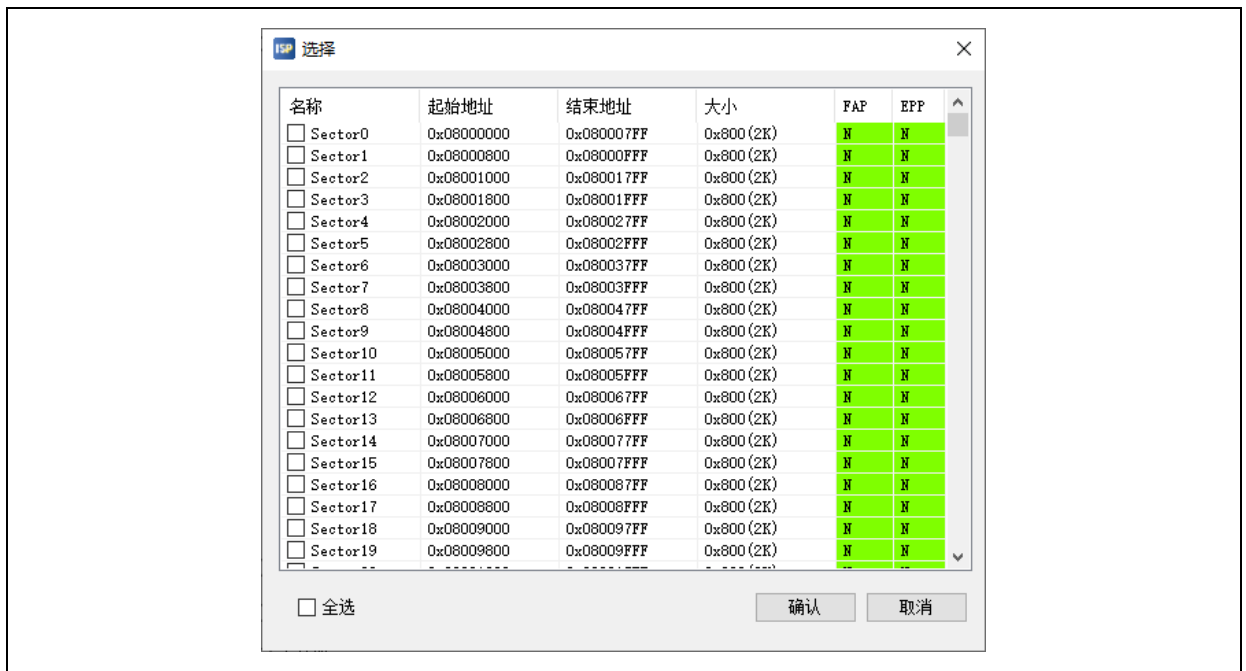 ISP 选择
名称 起始地址 结束地址 大小 FAP EPP
Sector0 0x08000000 0x080007FF 0x800(2K) N N
Sector1 0x08000800 0x08000FFF 0x800(2K) N N
Sector2 0x08001000 0x080017FF 0x800(2K) N N
Sector3 0x08001800 0x08001FFF 0x800(2K) N N
Sector4 0x08002000 0x080027FF 0x800(2K) N N
Sector5 0x08002800 0x08002FFF 0x800(2K) N N
Sector6 0x08003000 0x080037FF 0x800(2K) N N
Sector7 0x08003800 0x08003FFF 0x800(2K) N N
Sector8 0x08004000 0x080047FF 0x800(2K) N N
Sector9 0x08004800 0x08004FFF 0x800(2K) N N
Sector10 0x08005000 0x080057FF 0x800(2K) N N
Sector11 0x08005800 0x08005FFF 0x800(2K) N N
Sector12 0x08006000 0x080067FF 0x800(2K) N N
Sector13 0x08006800 0x08006FFF 0x800(2K) N N
Sector14 0x08007000 0x080077FF 0x800(2K) N N
Sector15 0x08007800 0x08007FFF 0x800(2K) N N
Sector16 0x08008000 0x080087FF 0x800(2K) N N
Sector17 0x08008800 0x08008FFF 0x800(2K) N N
Sector18 0x08009000 0x080097FF 0x800(2K) N N
Sector19 0x08009800 0x08009FFF 0x800(2K) N N
全选 确认 取消